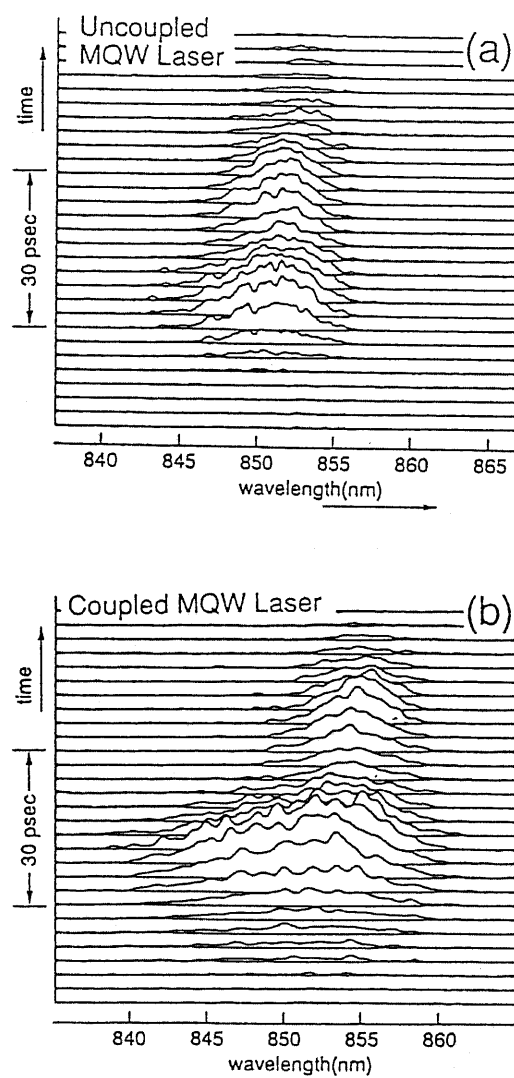 Uncoupled
MQW Laser
(a)
time
30 psec
840 845 850 855 860 865
wavelength(nm)
Coupled MQW Laser
(b)
time
30 psec
840 845 850 855 860
wavelength(nm)